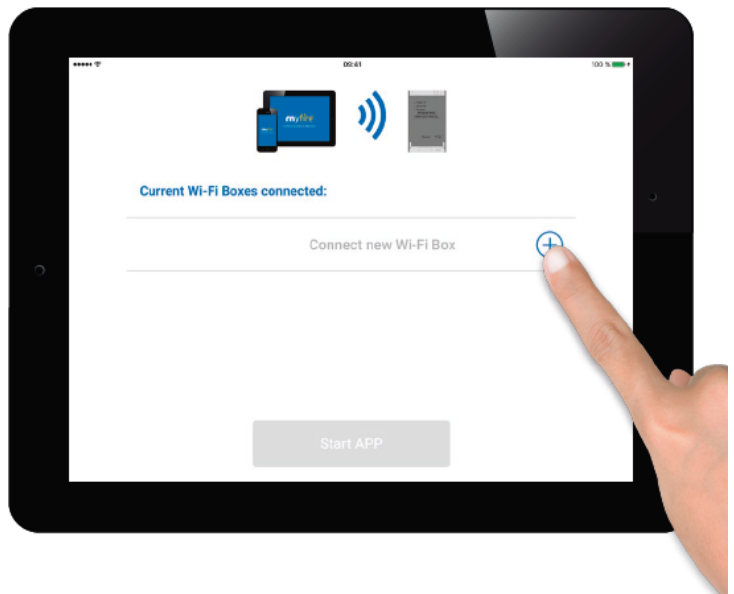 09:41
100 %
myfire
Current Wi-Fi Boxes connected:
Connect new Wi-Fi Box
Start APP